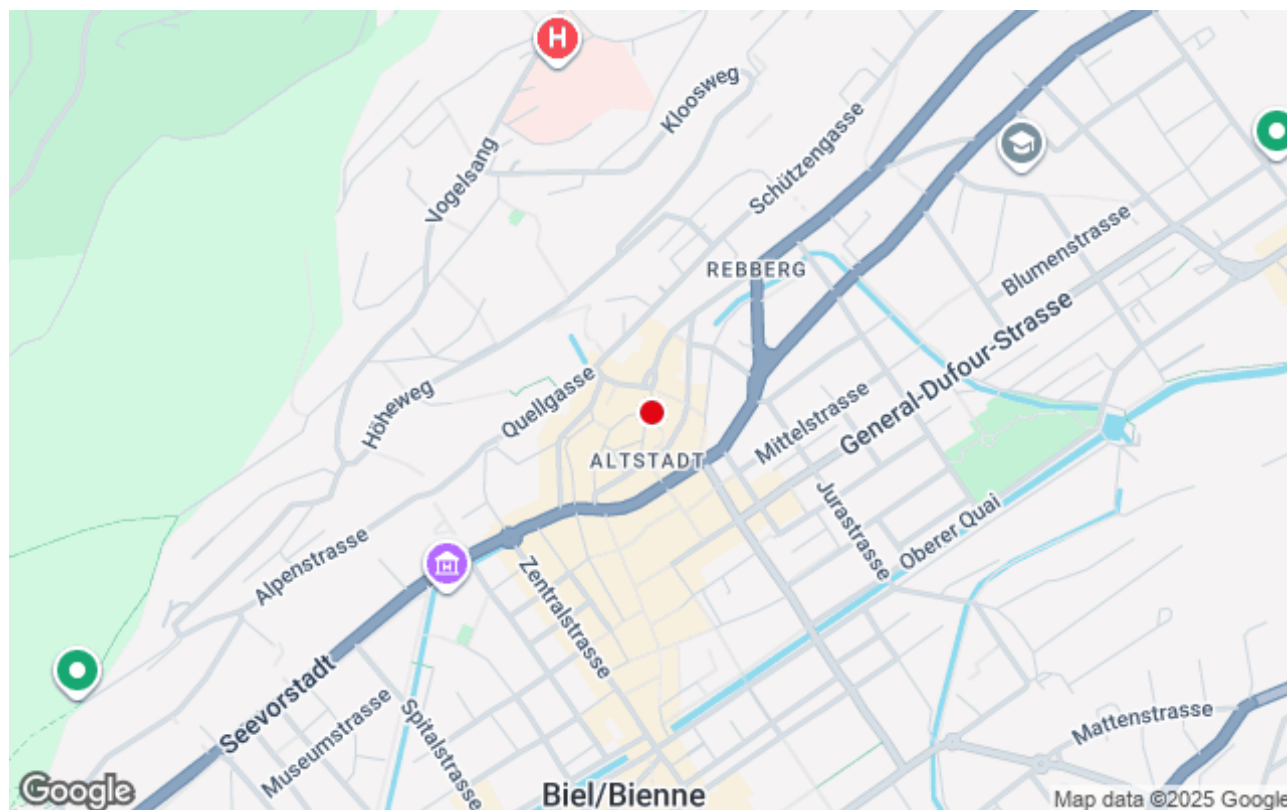 H
Vogelsang
Kloosweg
Schützengasse
REBBERG
Blumenstrasse
General-Dufour-Strasse
Höheweg
Quellgasse
Mittelstrasse
ALTSTADT
Jurastrasse
Oberer Quai
Alpenstrasse
Zentralstrasse
Seevorstadt
Museumstrasse
Spitalstrasse
Mattenstrasse
Biel/Bienne
Google
Map data ©2025 Google